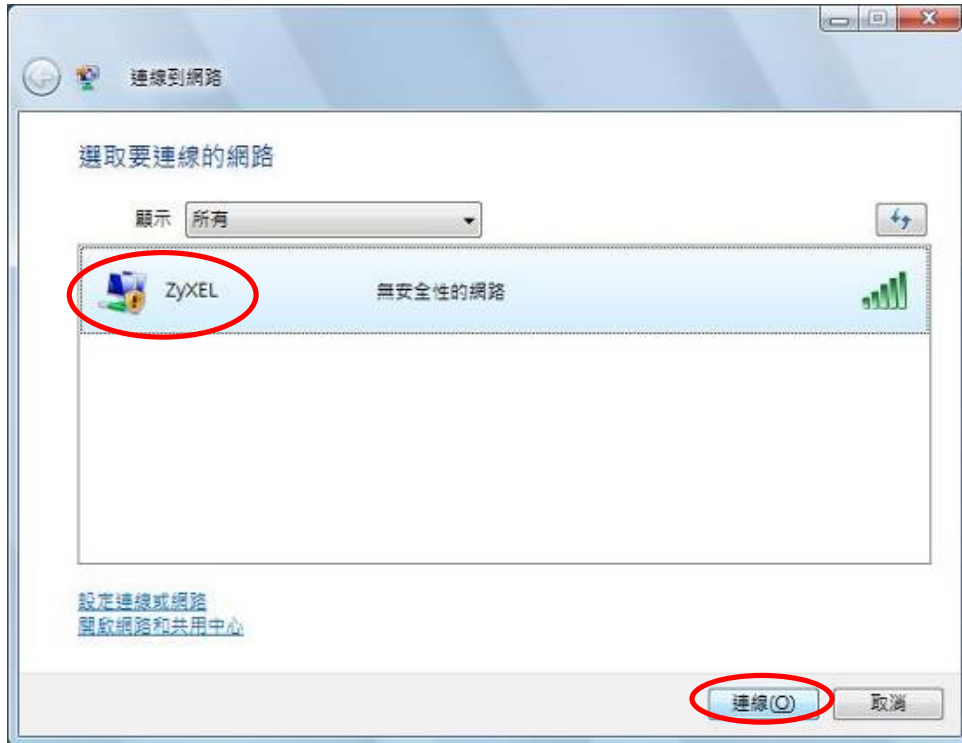 連線到網路
選取要連線的網路
顯示 所有
ZyXEL 無安全性的網路
設定連線或網路
開啟網路和共用中心
連線(O) 取消